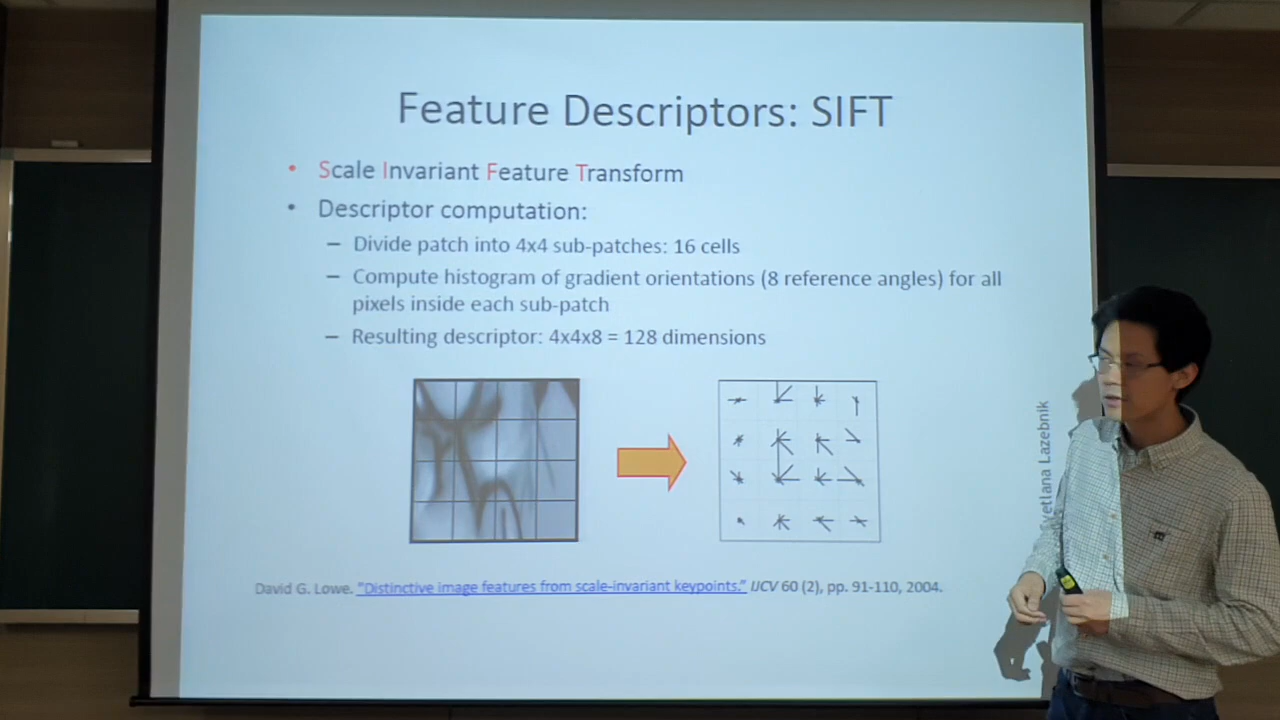 Feature Descriptors: SIFT
• Scale Invariant Feature Transform
• Descriptor computation:
– Divide patch into 4x4 sub-patches: 16 cells
– Compute histogram of gradient orientations (8 reference angles) for all
pixels inside each sub-patch
– Resulting descriptor: 4x4x8 = 128 dimensions
David G. Lowe. "Distinctive image features from scale-invariant keypoints." IJCV 60 (2), pp. 91-110, 2004.
Svetlana Lazebnik